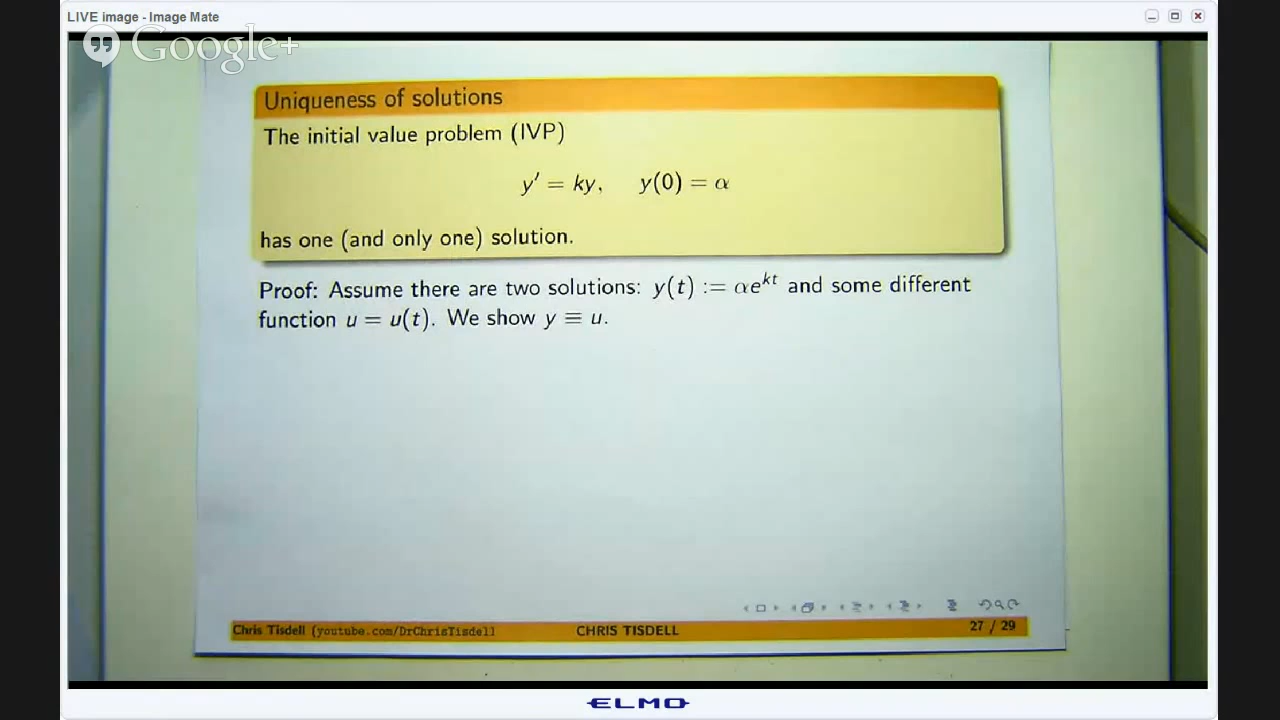 LIVE image - Image Mate
Google+
Uniqueness of solutions
The initial value problem (IVP)
y′ = ky,  y(0) = α
has one (and only one) solution.
Proof: Assume there are two solutions: y(t) := αe^{kt} and some different
function u = u(t). We show y ≡ u.
Chris Tisdell (youtube.com/DrChrisTisdell  CHRIS TISDELL  27 / 29
ELMO